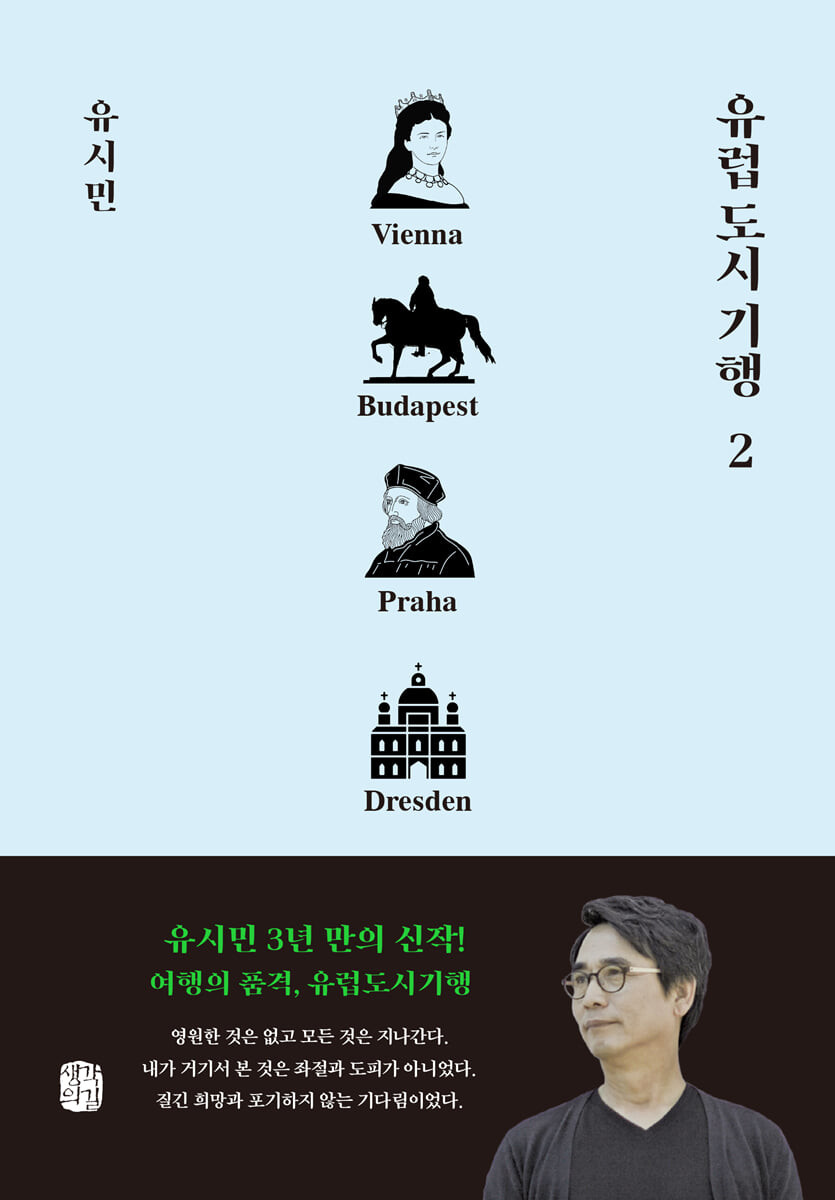 유시민
유럽 도시 기행 2
Vienna
Budapest
Praha
Dresden
유시민 3년 만의 신작!
여행의 품격, 유럽도시기행
영원한 것은 없고 모든 것은 지나간다.
내가 거기서 본 것은 좌절과 도피가 아니었다.
질긴 희망과 포기하지 않는 기다림이었다.
생각
의길